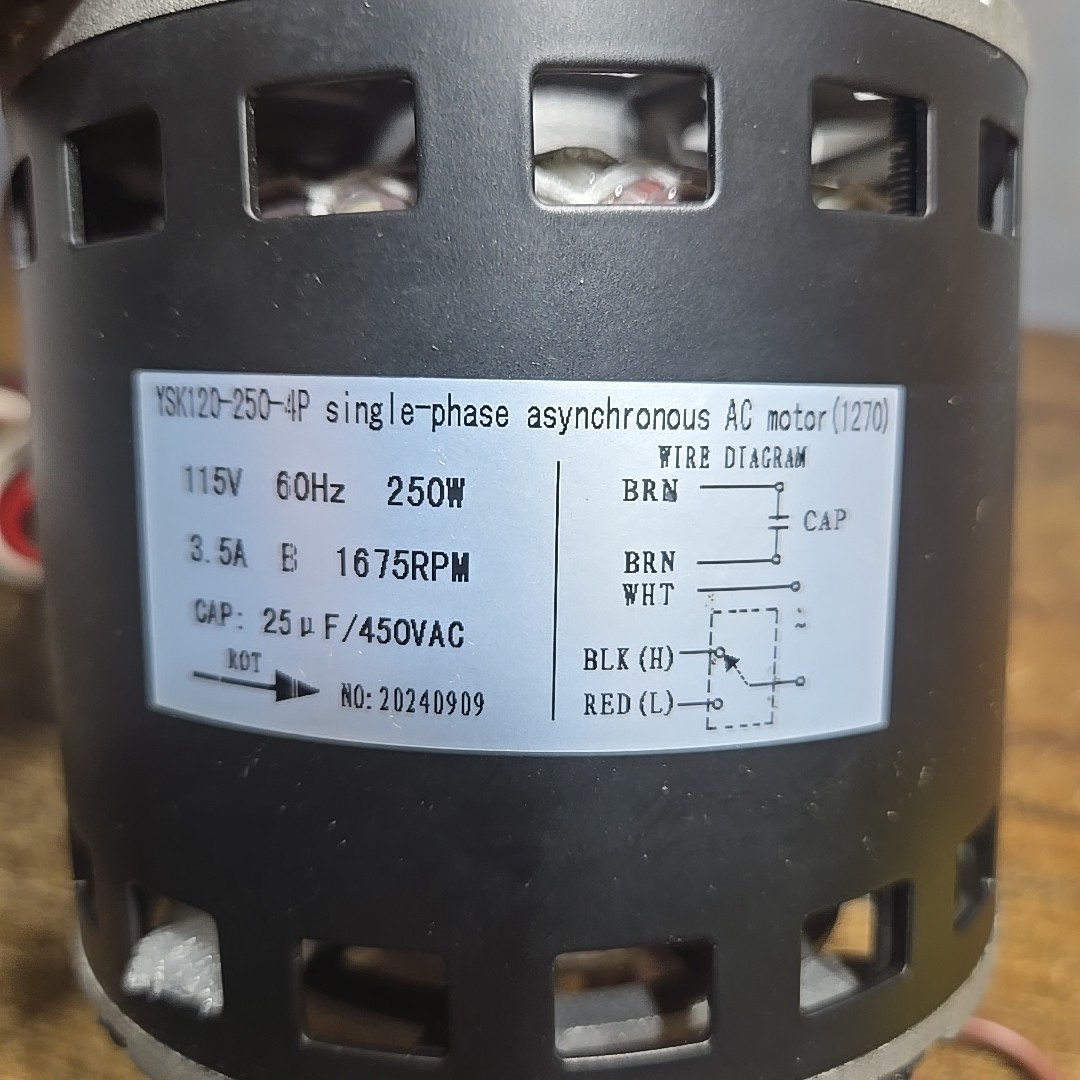 YSK120-250-4P single-phase asynchronous AC motor(1270)
115V 60Hz 250W
3.5A B 1675RPM
CAP: 25μF/450VAC
ROT
NO:20240909
WIRE DIAGRAM
BRN
CAP
BRN
WHT
~
BLK(H)
RED(L)